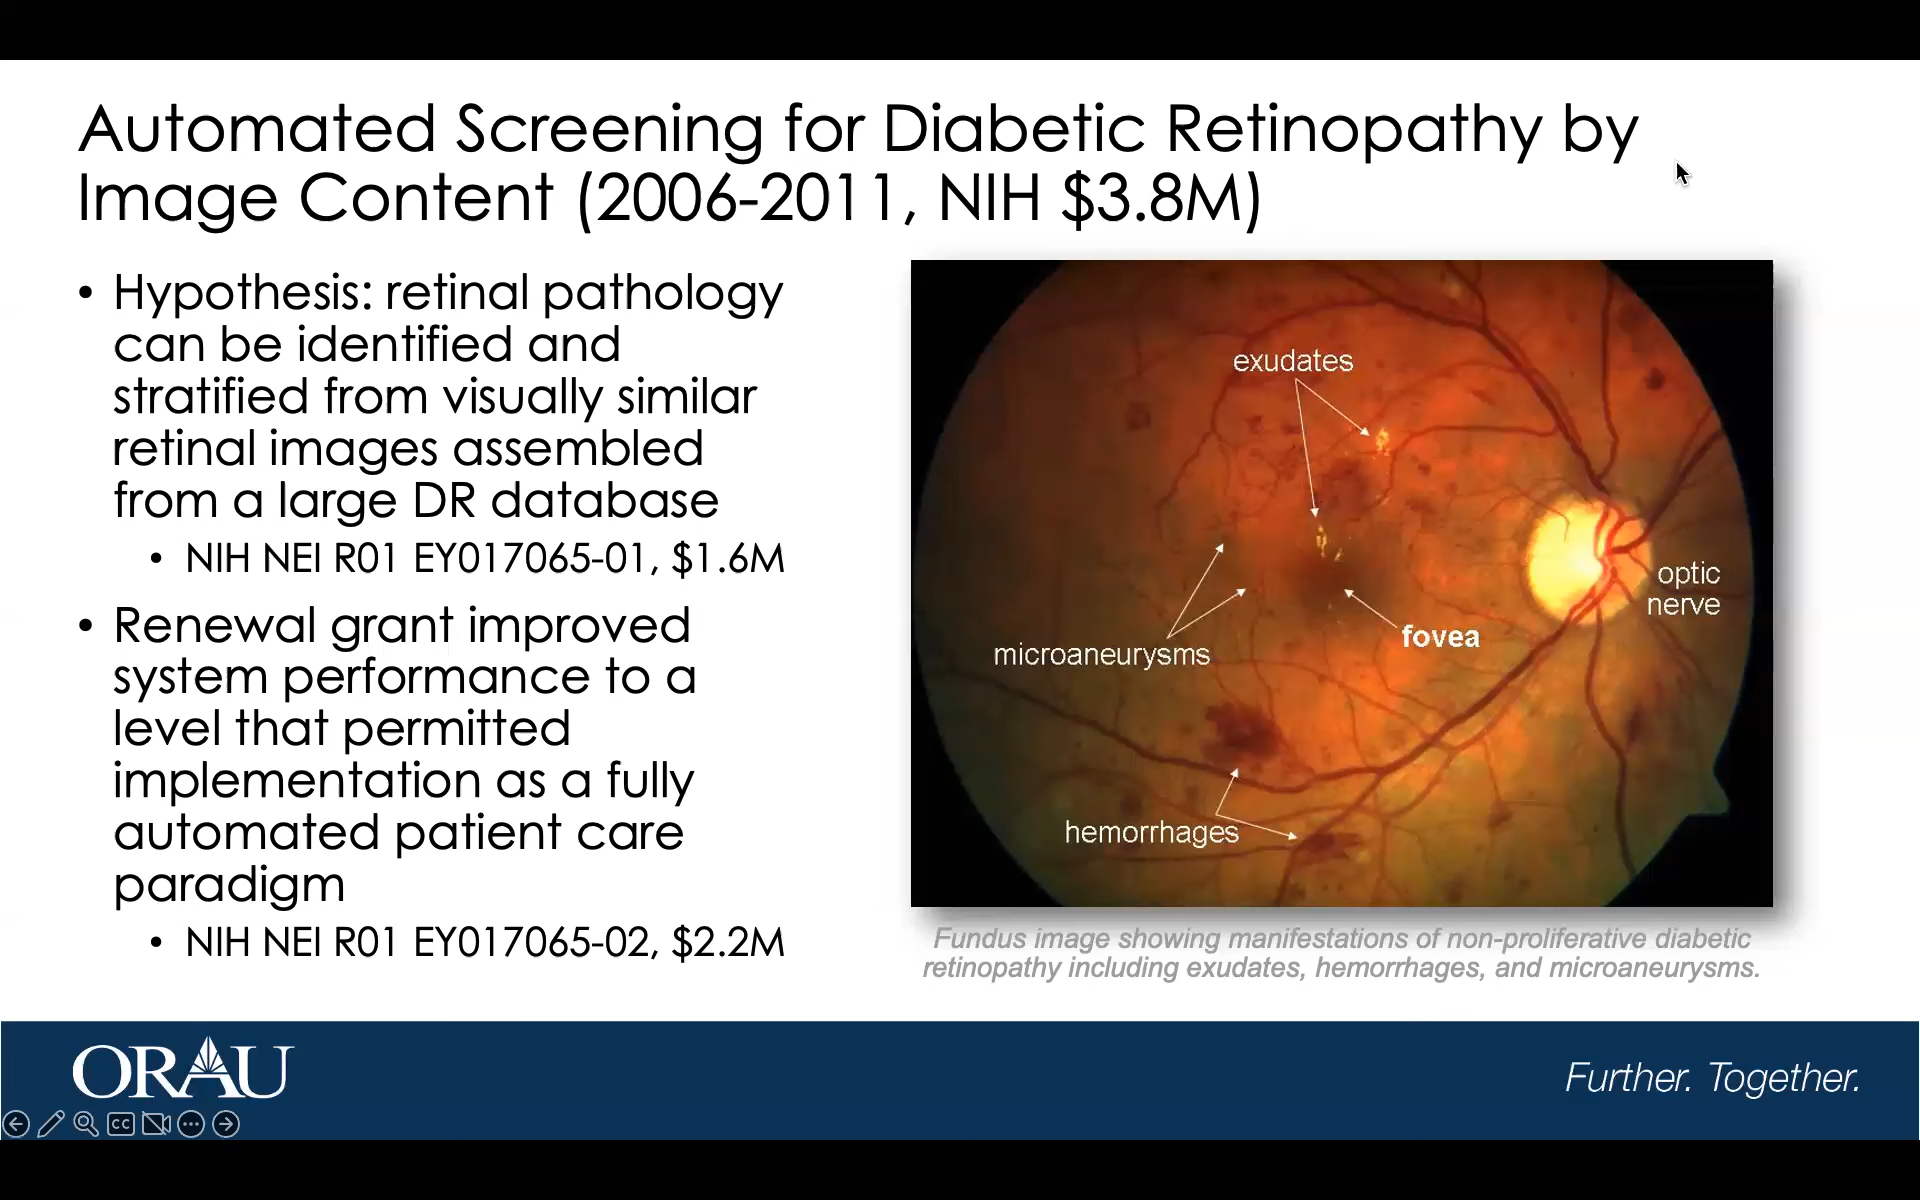 Automated Screening for Diabetic Retinopathy by
Image Content (2006-2011, NIH $3.8M)
• Hypothesis: retinal pathology
can be identified and
stratified from visually similar
retinal images assembled
from a large DR database
• NIH NEI R01 EY017065-01, $1.6M
• Renewal grant improved
system performance to a
level that permitted
implementation as a fully
automated patient care
paradigm
• NIH NEI R01 EY017065-02, $2.2M
exudates
optic
nerve
fovea
microaneurysms
hemorrhages
Fundus image showing manifestations of non-proliferative diabetic
retinopathy including exudates, hemorrhages, and microaneurysms.
ORAU
Further. Together.
CC